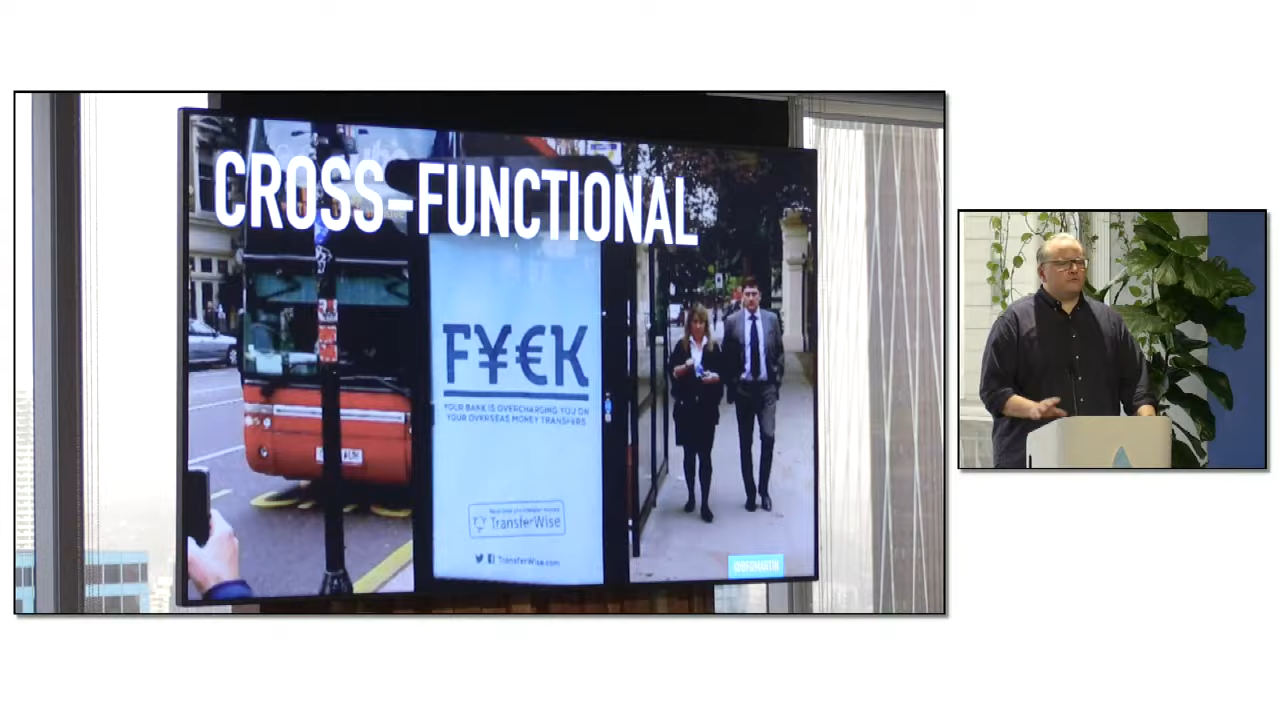 CROSS-FUNCTIONAL
F¥€K
YOUR BANK IS OVERCHARGING YOU ON
YOUR OVERSEAS MONEY TRANSFERS
TransferWise
TransferWise.com